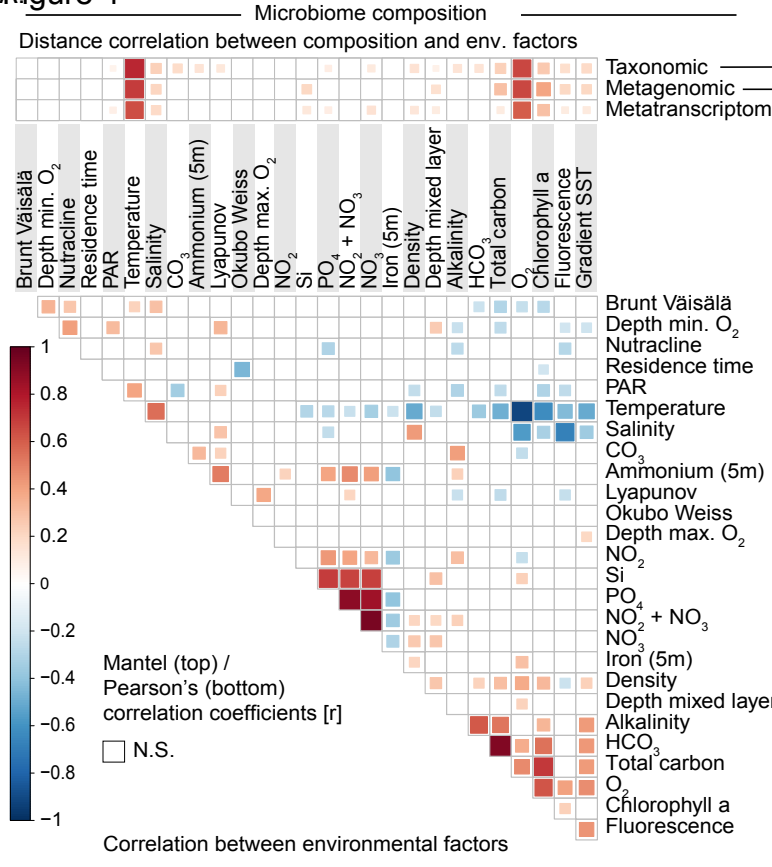 Figure 1
Microbiome composition
Distance correlation between composition and env. factors
Taxonomic
Metagenomic
Metatranscriptom
Brunt Väisälä
Depth min. O2
Nutracline
Residence time
PAR
Temperature
Salinity
CO3
Ammonium (5m)
Lyapunov
Okubo Weiss
Depth max. O2
NO2
Si
PO4
NO2 + NO3
NO3
Iron (5m)
Density
Depth mixed layer
Alkalinity
HCO3
Total carbon
O2
Chlorophyll a
Fluorescence
Gradient SST
Brunt Väisälä
Depth min. O2
Nutracline
Residence time
PAR
Temperature
Salinity
CO3
Ammonium (5m)
Lyapunov
Okubo Weiss
Depth max. O2
NO2
Si
PO4
NO2 + NO3
NO3
Iron (5m)
Density
Depth mixed layer
Alkalinity
HCO3
Total carbon
O2
Chlorophyll a
Fluorescence
1
0.8
0.6
0.4
0.2
0
−0.2
−0.4
−0.6
−0.8
−1
Mantel (top) /
Pearson's (bottom)
correlation coefficients [r]
N.S.
Correlation between environmental factors